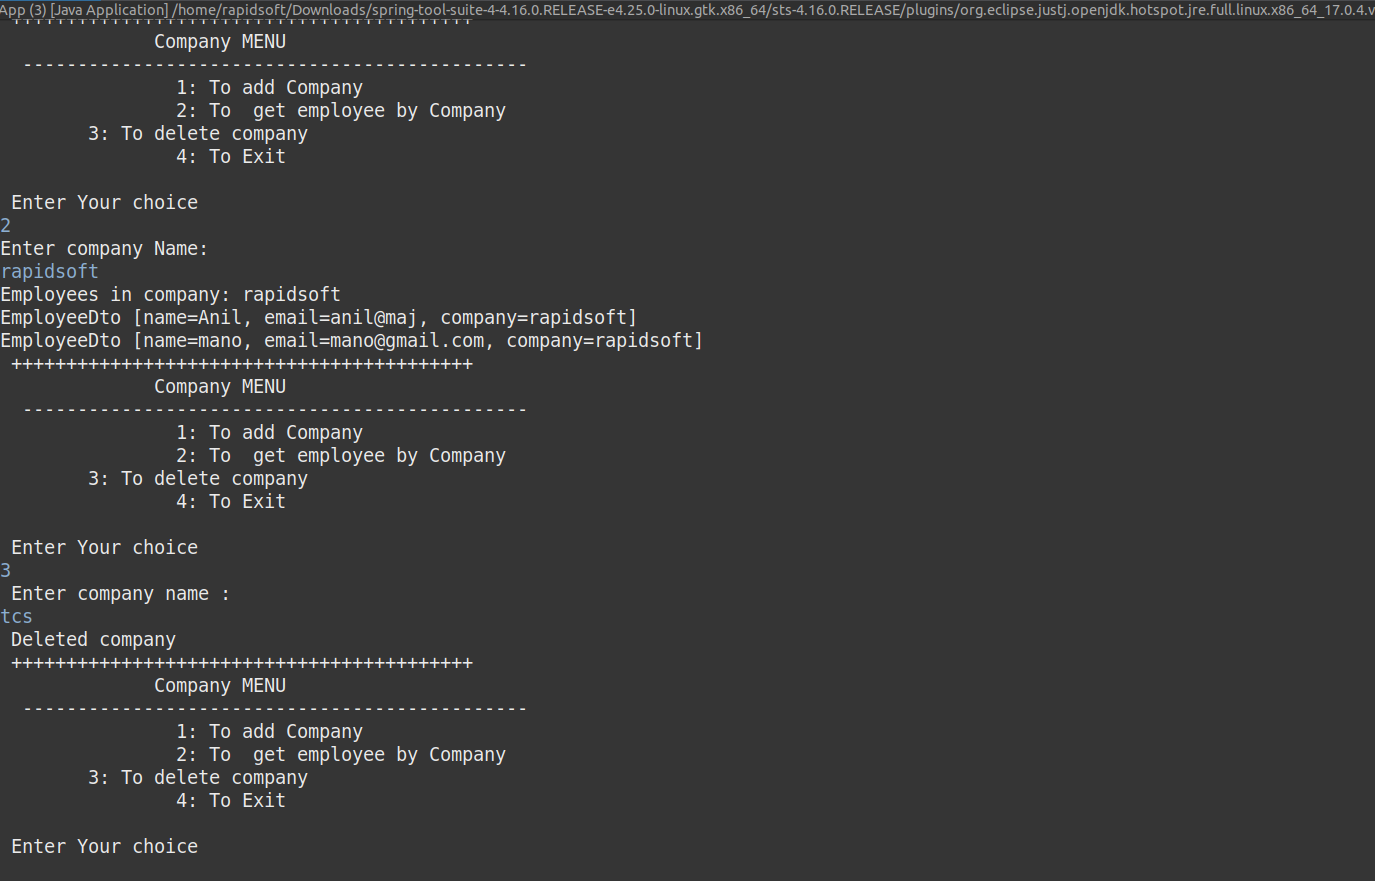 App (3) [Java Application] /home/rapidsoft/Downloads/spring-tool-suite-4-4.16.0.RELEASE-e4.25.0-linux.gtk.x86_64/sts-4.16.0.RELEASE/plugins/org.eclipse.justj.openjdk.hotspot.jre.full.linux.x86_64_17.0.4.v
Company MENU
----------------------------------------------
1: To add Company
2: To  get employee by Company
3: To delete company
4: To Exit
Enter Your choice
2
Enter company Name:
rapidsoft
Employees in company: rapidsoft
EmployeeDto [name=Anil, email=anil@maj, company=rapidsoft]
EmployeeDto [name=mano, email=mano@gmail.com, company=rapidsoft]
++++++++++++++++++++++++++++++++++++++++++
Company MENU
----------------------------------------------
1: To add Company
2: To  get employee by Company
3: To delete company
4: To Exit
Enter Your choice
3
Enter company name :
tcs
Deleted company
++++++++++++++++++++++++++++++++++++++++++
Company MENU
----------------------------------------------
1: To add Company
2: To  get employee by Company
3: To delete company
4: To Exit
Enter Your choice